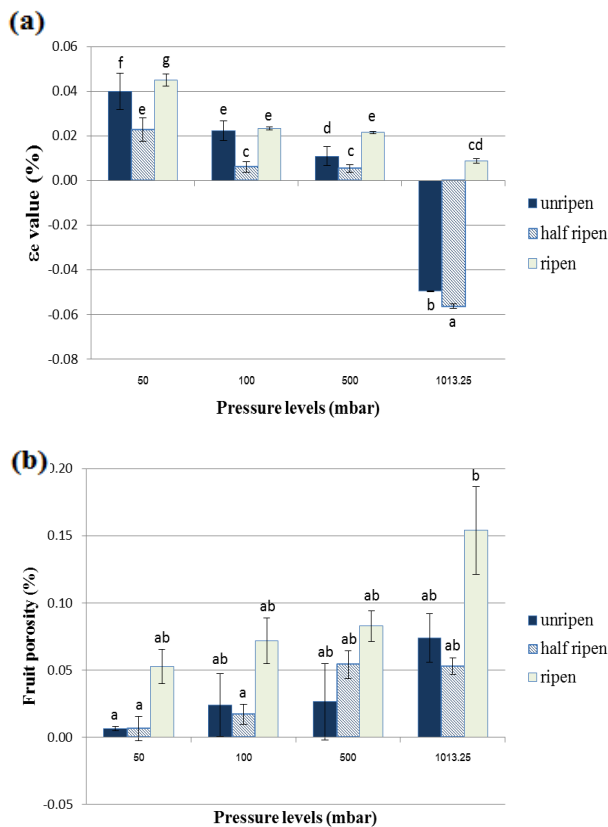 (a)
0.06
0.04
0.02
0.00
-0.02
-0.04
-0.06
-0.08
εe value (%)
f e g
e c e
d c e
b a cd
50 100 500 1013.25
Pressure levels (mbar)
unripen
half ripen
ripen
(b)
0.20
0.15
0.10
0.05
0.00
-0.05
Fruit porosity (%)
a a ab
ab a ab
ab ab ab
ab ab b
50 100 500 1013.25
Pressure levels (mbar)
unripen
half ripen
ripen